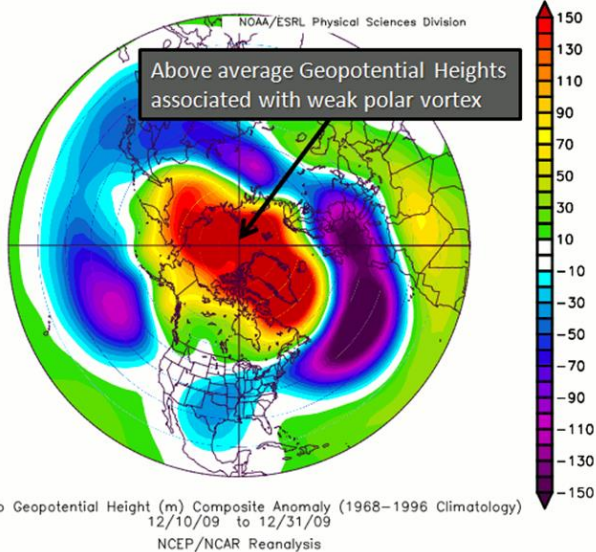 NOAA/ESRL Physical Sciences Division
Above average Geopotential Heights
associated with weak polar vortex
150
130
110
90
70
50
30
10
−10
−30
−50
−70
−90
−110
−130
−150
Geopotential Height (m) Composite Anomaly (1968−1996 Climatology)
12/10/09 to 12/31/09
NCEP/NCAR Reanalysis